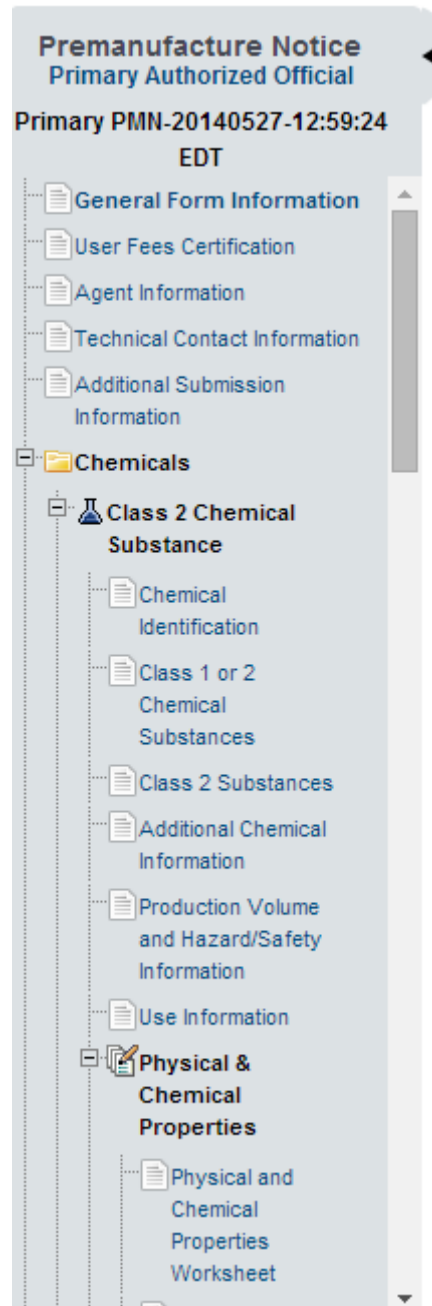 Premanufacture Notice
Primary Authorized Official
Primary PMN-20140527-12:59:24
EDT
General Form Information
User Fees Certification
Agent Information
Technical Contact Information
Additional Submission
Information
Chemicals
Class 2 Chemical
Substance
Chemical
Identification
Class 1 or 2
Chemical
Substances
Class 2 Substances
Additional Chemical
Information
Production Volume
and Hazard/Safety
Information
Use Information
Physical &
Chemical
Properties
Physical and
Chemical
Properties
Worksheet